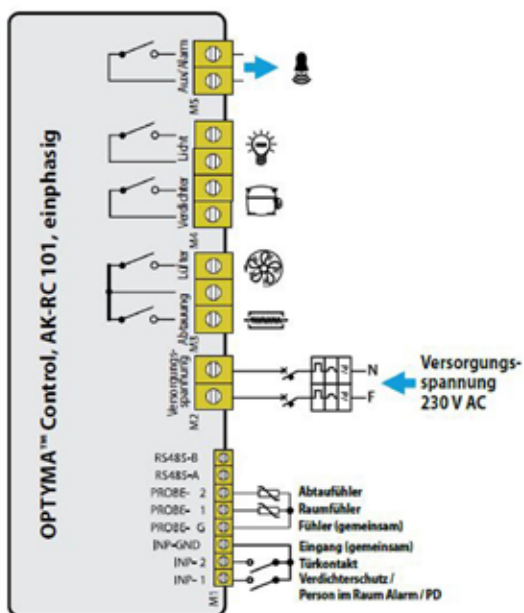 OPTYMA™ Control, AK-RC 101, einphasig
Aux/Alarm
M5
Licht
Verdichter
M4
Lüfter
Abtauung
M3
Versorgungs-
spannung
M2
N
F
Versorgungs-
spannung
230 V AC
RS485-B
RS485-A
PROBE- 2
Abtaufühler
PROBE- 1
Raumfühler
PROBE- G
Fühler (gemeinsam)
INP-GND
Eingang (gemeinsam)
INP- 2
Türkontakt
INP- 1
Verdichterschutz /
Person im Raum Alarm / PD
M1